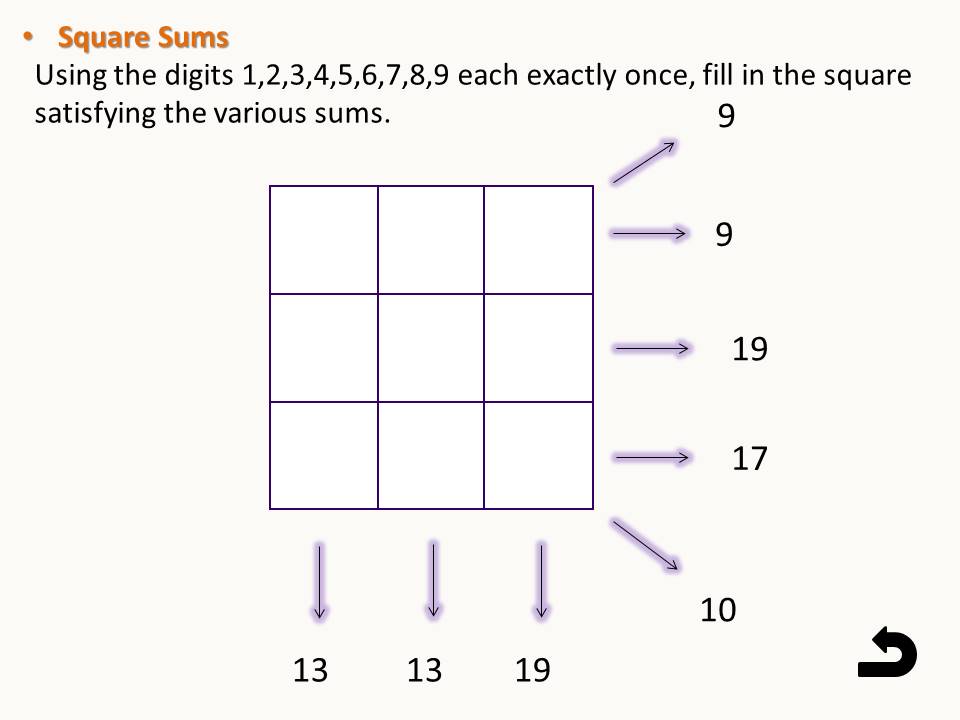 • Square Sums
Using the digits 1,2,3,4,5,6,7,8,9 each exactly once, fill in the square
satisfying the various sums.
9
9
19
17
10
13 13 19